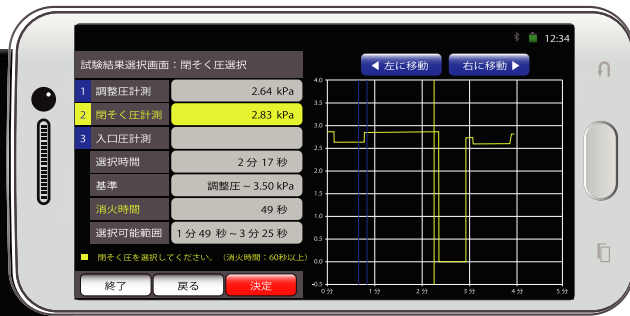 12:34
試験結果選択画面：閉そく圧選択
1 調整圧計測 2.64 kPa
2 閉そく圧計測 2.83 kPa
3 入口圧計測
選択時間 2 分 17 秒
基準 調整圧 ~ 3.50 kPa
消火時間 49 秒
選択可能範囲 1 分 49 秒 ~ 3 分 25 秒
■ 閉そく圧を選択してください。（消火時間：60秒以上）
終了 戻る 決定
◀ 左に移動 右に移動 ▶
4.0
3.5
3.0
2.5
2.0
1.5
1.0
0.5
0.0
-0.5
0 分 1 分 2 分 3 分 4 分 5 分